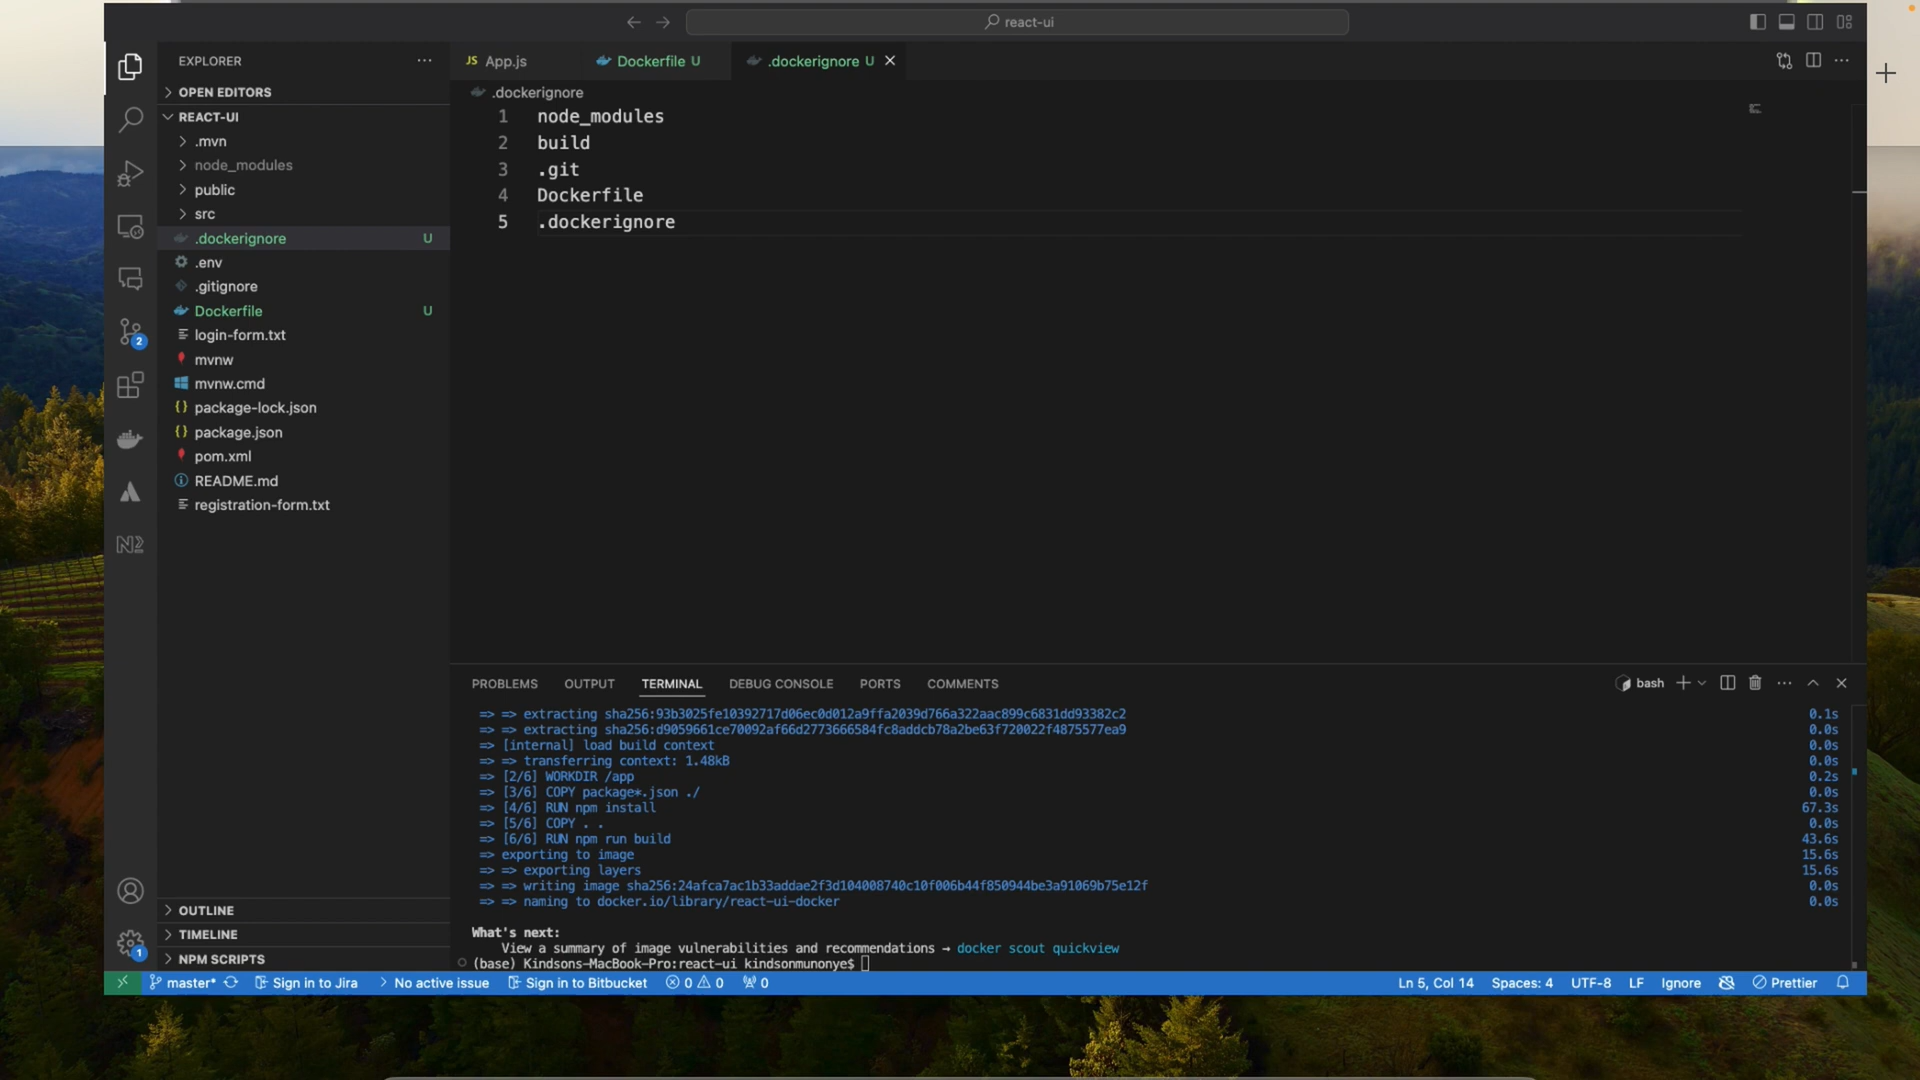 react-ui
EXPLORER
OPEN EDITORS
REACT-UI
.mvn
node_modules
public
src
.dockerignore U
.env
.gitignore
Dockerfile U
login-form.txt
mvnw
mvnw.cmd
package-lock.json
package.json
pom.xml
README.md
registration-form.txt
2
1
OUTLINE
TIMELINE
NPM SCRIPTS
JS App.js
Dockerfile U
.dockerignore U
.dockerignore
1 node_modules
2 build
3 .git
4 Dockerfile
5 .dockerignore
PROBLEMS OUTPUT TERMINAL DEBUG CONSOLE PORTS COMMENTS
bash
=> => extracting sha256:93b3025fe10392717d06ec0d012a9ffa2039d766a322aac899c6831dd93382c2 0.1s
=> => extracting sha256:d9059661ce70092af66d2773666584fc8addcb78a2be63f720022f4875577ea9 0.0s
=> [internal] load build context 0.0s
=> => transferring context: 1.48kB 0.0s
=> [2/6] WORKDIR /app 0.2s
=> [3/6] COPY package*.json ./ 0.0s
=> [4/6] RUN npm install 67.3s
=> [5/6] COPY . . 0.0s
=> [6/6] RUN npm run build 43.6s
=> exporting to image 15.6s
=> => exporting layers 15.6s
=> => writing image sha256:24afca7ac1b33addae2f3d104008740c10f006b44f850944be3a91069b75e12f 0.0s
=> => naming to docker.io/library/react-ui-docker 0.0s
What's next:
View a summary of image vulnerabilities and recommendations → docker scout quickview
(base) Kindsons-MacBook-Pro:react-ui kindsonmunonye$
master* Sign in to Jira No active issue Sign in to Bitbucket 0 0 0 Ln 5, Col 14 Spaces: 4 UTF-8 LF Ignore Prettier